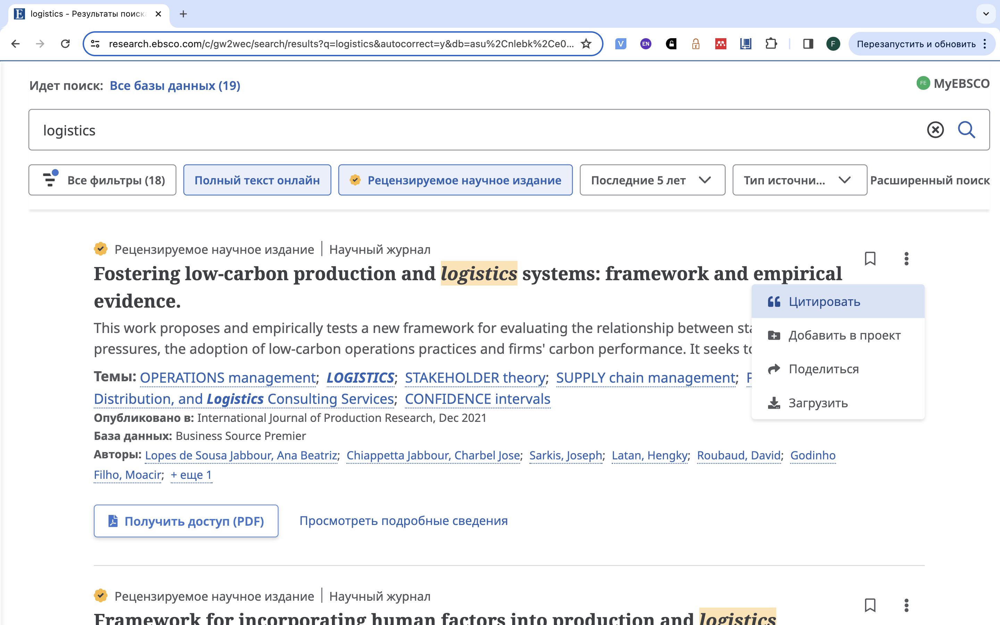 logistics - Результаты поиск
research.ebsco.com/c/gw2wec/search/results?q=logistics&autocorrect=y&db=asu%2Cnlebk%2Ce0...
EN
F
Перезапустить и обновить
Идет поиск: Все базы данных (19)
FE MyEBSCO
logistics
Все фильтры (18)
Полный текст онлайн
Рецензируемое научное издание
Последние 5 лет
Тип источни...
Расширенный поиск
Рецензируемое научное издание | Научный журнал
Fostering low-carbon production and logistics systems: framework and empirical
evidence.
This work proposes and empirically tests a new framework for evaluating the relationship between
pressures, the adoption of low-carbon operations practices and firms' carbon performance. It seeks
Темы: OPERATIONS management; LOGISTICS; STAKEHOLDER theory; SUPPLY chain management;
Distribution, and Logistics Consulting Services; CONFIDENCE intervals
Опубликовано в: International Journal of Production Research, Dec 2021
База данных: Business Source Premier
Авторы: Lopes de Sousa Jabbour, Ana Beatriz; Chiappetta Jabbour, Charbel Jose; Sarkis, Joseph; Latan, Hengky; Roubaud, David; Godinho
Filho, Moacir; + еще 1
Цитировать
Добавить в проект
Поделиться
Загрузить
Получить доступ (PDF)
Просмотреть подробные сведения
Рецензируемое научное издание | Научный журнал
Framework for incorporating human factors into production and logistics